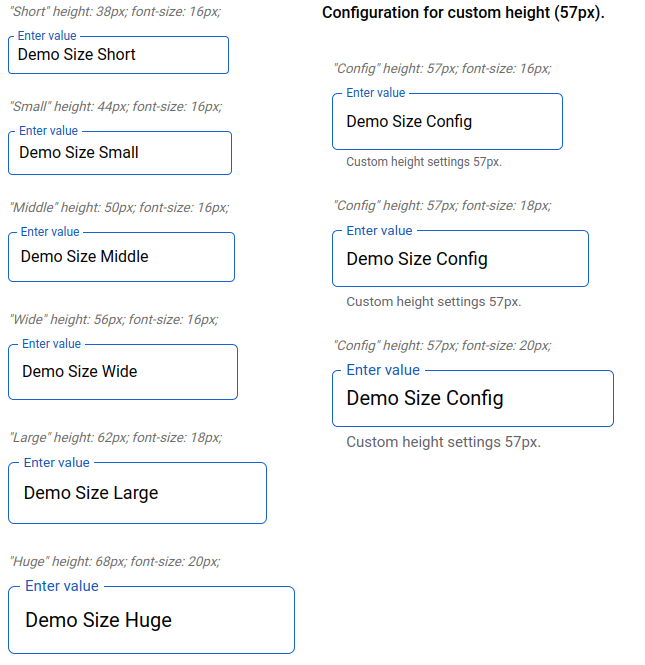 "Short" height: 38px; font-size: 16px;
Enter value
Demo Size Short
"Small" height: 44px; font-size: 16px;
Enter value
Demo Size Small
"Middle" height: 50px; font-size: 16px;
Enter value
Demo Size Middle
"Wide" height: 56px; font-size: 16px;
Enter value
Demo Size Wide
"Large" height: 62px; font-size: 18px;
Enter value
Demo Size Large
"Huge" height: 68px; font-size: 20px;
Enter value
Demo Size Huge
Configuration for custom height (57px).
"Config" height: 57px; font-size: 16px;
Enter value
Demo Size Config
Custom height settings 57px.
"Config" height: 57px; font-size: 18px;
Enter value
Demo Size Config
Custom height settings 57px.
"Config" height: 57px; font-size: 20px;
Enter value
Demo Size Config
Custom height settings 57px.